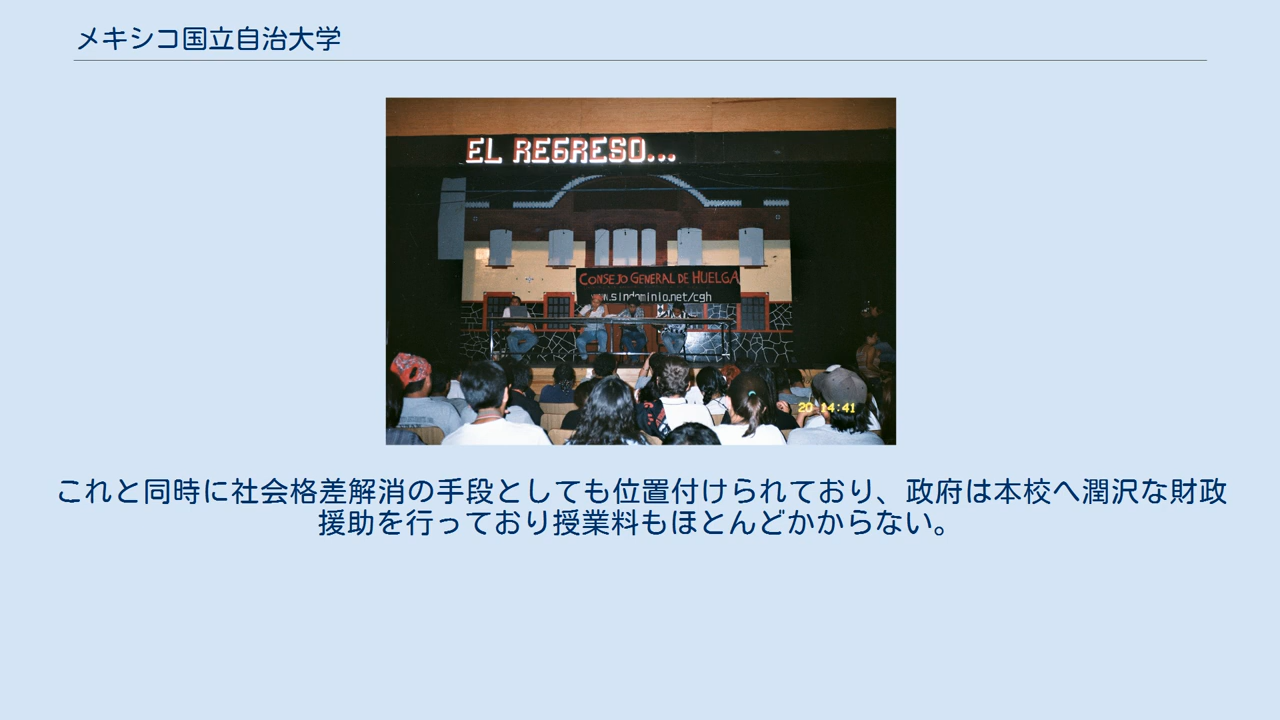 メキシコ国立自治大学
EL REGRESO...
CONSEJO GENERAL DE HUELGA
www.sindominio.net/cgh
20 14:41
これと同時に社会格差解消の手段としても位置付けられており、政府は本校へ潤沢な財政
援助を行っており授業料もほとんどかからない。